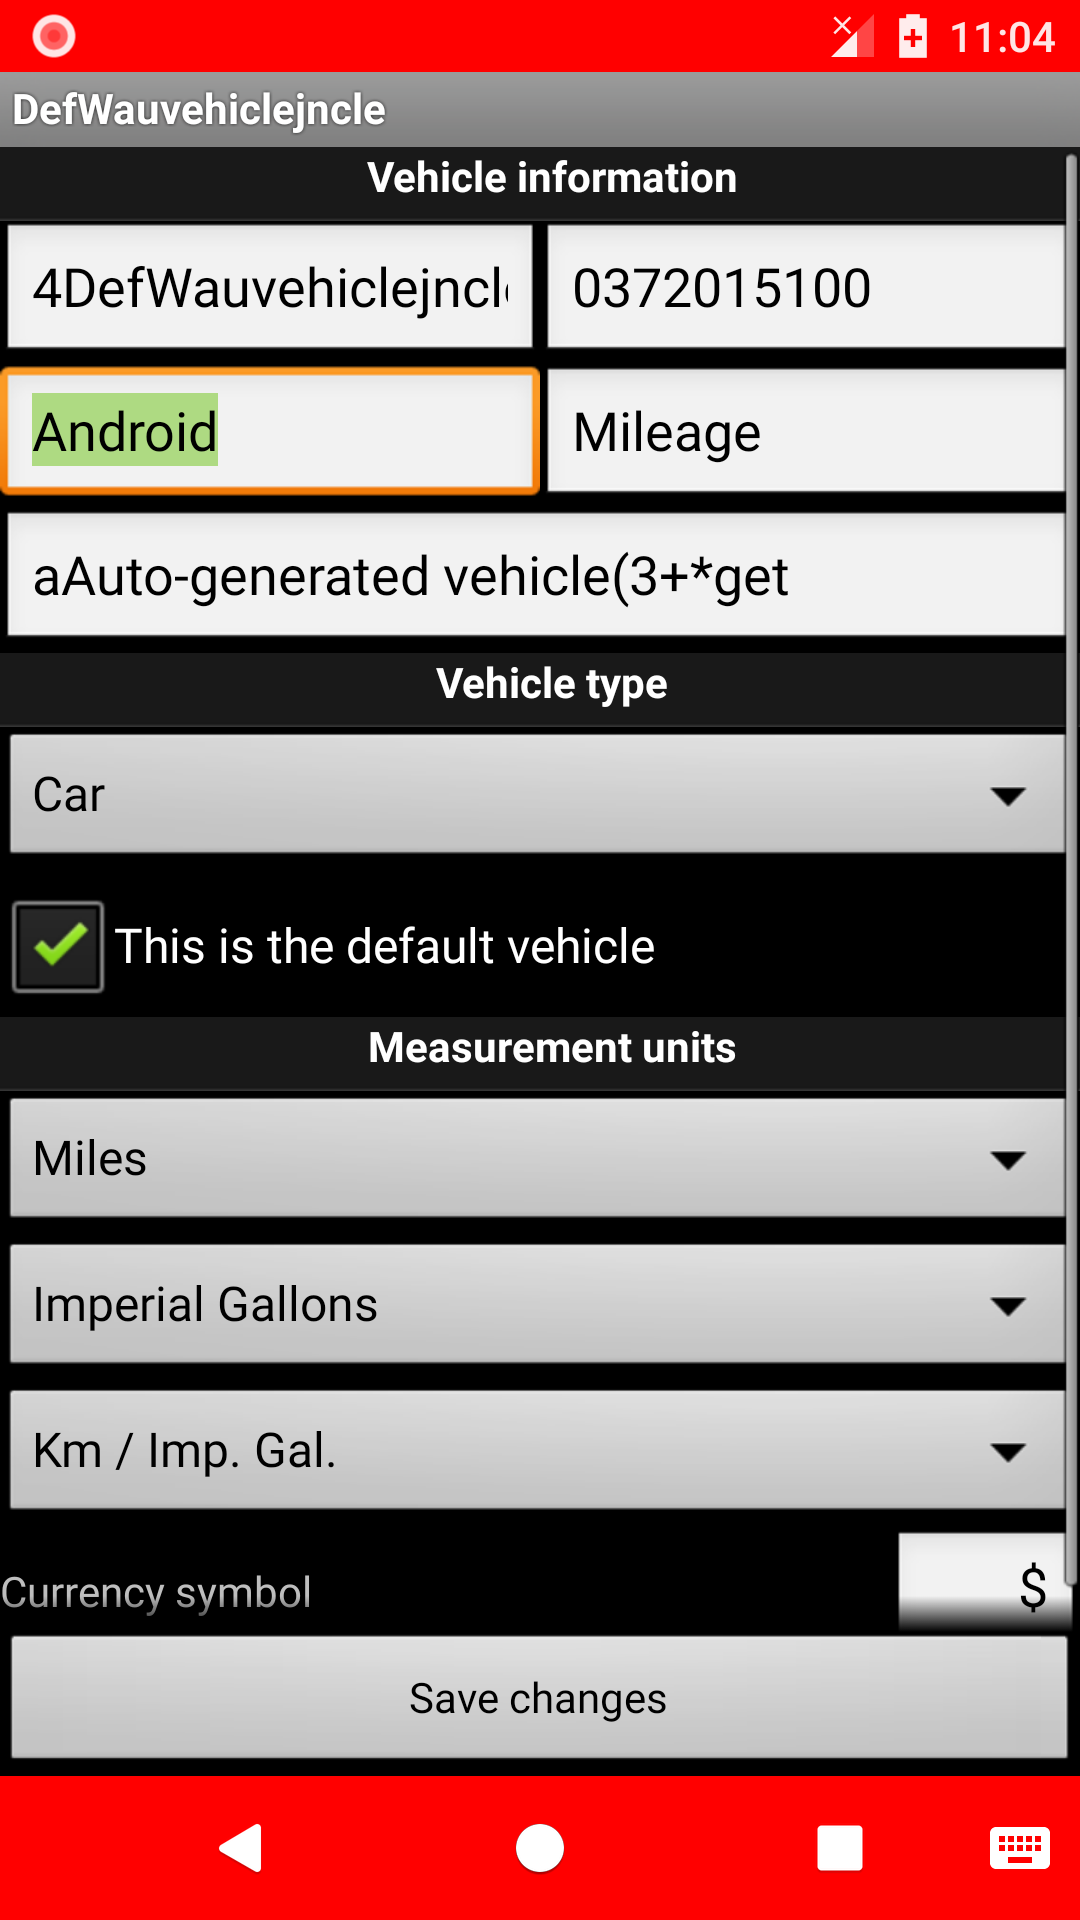 11:04
DefWauvehiclejncle
Vehicle information
4DefWauvehiclejncl
0372015100
Android
Mileage
aAuto-generated vehicle(3+*get
Vehicle type
Car
This is the default vehicle
Measurement units
Miles
Imperial Gallons
Km / Imp. Gal.
Currency symbol
$
Save changes